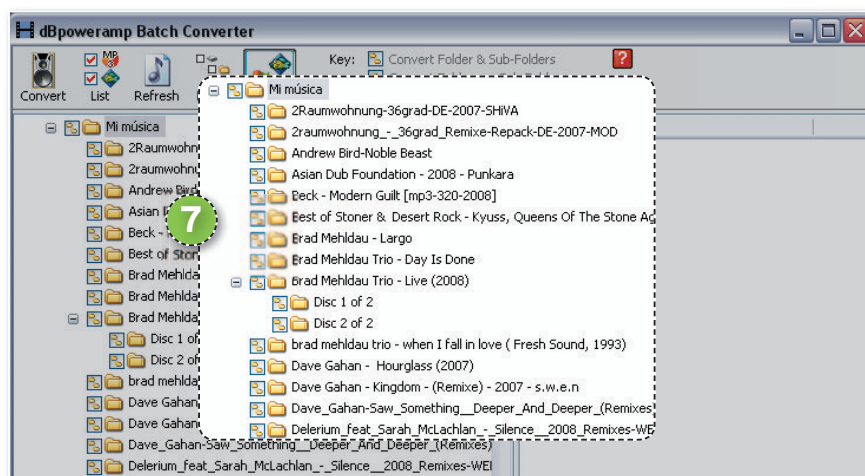 dBpoweramp Batch Converter
Key: Convert Folder & Sub-Folders
Convert List Refresh
MP
Mi música
2Raumwohn
2raumwohnu
Andrew Bird
Asian
Beck -
Best of Stone
Brad Mehlda
Brad Mehlda
Brad Mehlda
Disc 1 of
Disc 2 of
brad mehlda
Dave Gahan
Dave Gahan
Dave_Gahan-Saw_Something__Deeper_And_Deeper_(Remixes)
Delerium_feat_Sarah_McLachlan_-_Silence__2008_Remixes-WEI
7
Mi música
2Raumwohnung-36grad-DE-2007-SHiVA
2raumwohnung_-_36grad_Remixe-Repack-DE-2007-MOD
Andrew Bird-Noble Beast
Asian Dub Foundation - 2008 - Punkara
Beck - Modern Guilt [mp3-320-2008]
Best of Stoner & Desert Rock - Kyuss, Queens Of The Stone Ag
Brad Mehldau - Largo
Brad Mehldau Trio - Day Is Done
Brad Mehldau Trio - Live (2008)
Disc 1 of 2
Disc 2 of 2
brad mehldau trio - when I fall in love ( Fresh Sound, 1993)
Dave Gahan - Hourglass (2007)
Dave Gahan - Kingdom - (Remixe) - 2007 - s.w.e.n
Dave_Gahan-Saw_Something__Deeper_And_Deeper_(Remixes
Delerium_feat_Sarah_McLachlan_-_Silence__2008_Remixes-WE